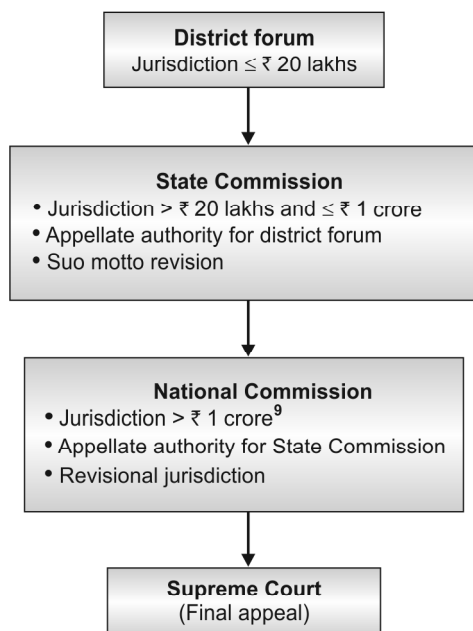 District forum
Jurisdiction ≤ ₹ 20 lakhs
State Commission
• Jurisdiction > ₹ 20 lakhs and ≤ ₹ 1 crore
• Appellate authority for district forum
• Suo motto revision
National Commission
• Jurisdiction > ₹ 1 crore⁹
• Appellate authority for State Commission
• Revisional jurisdiction
Supreme Court
(Final appeal)